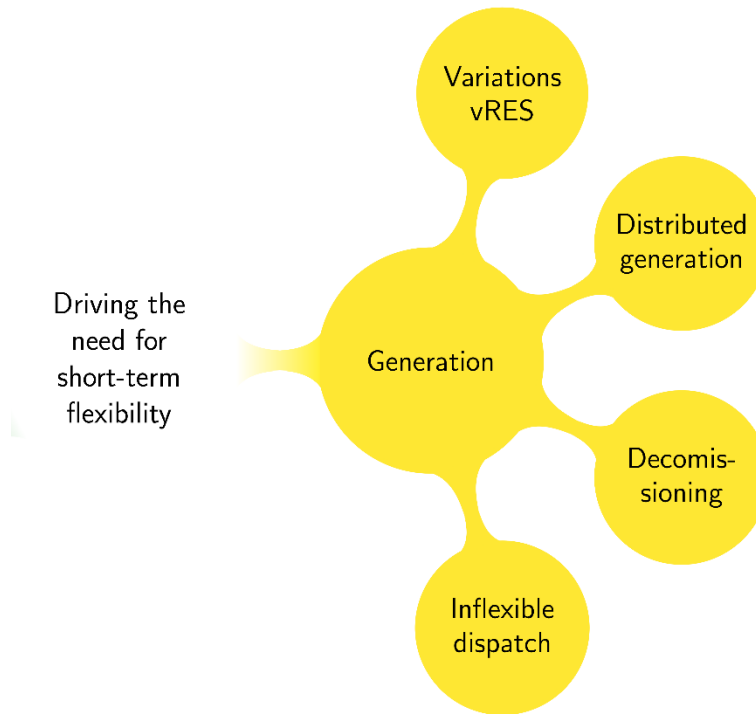 Variations
vRES
Distributed
generation
Driving the
need for
short-term
flexibility
Generation
Decomis-
sioning
Inflexible
dispatch